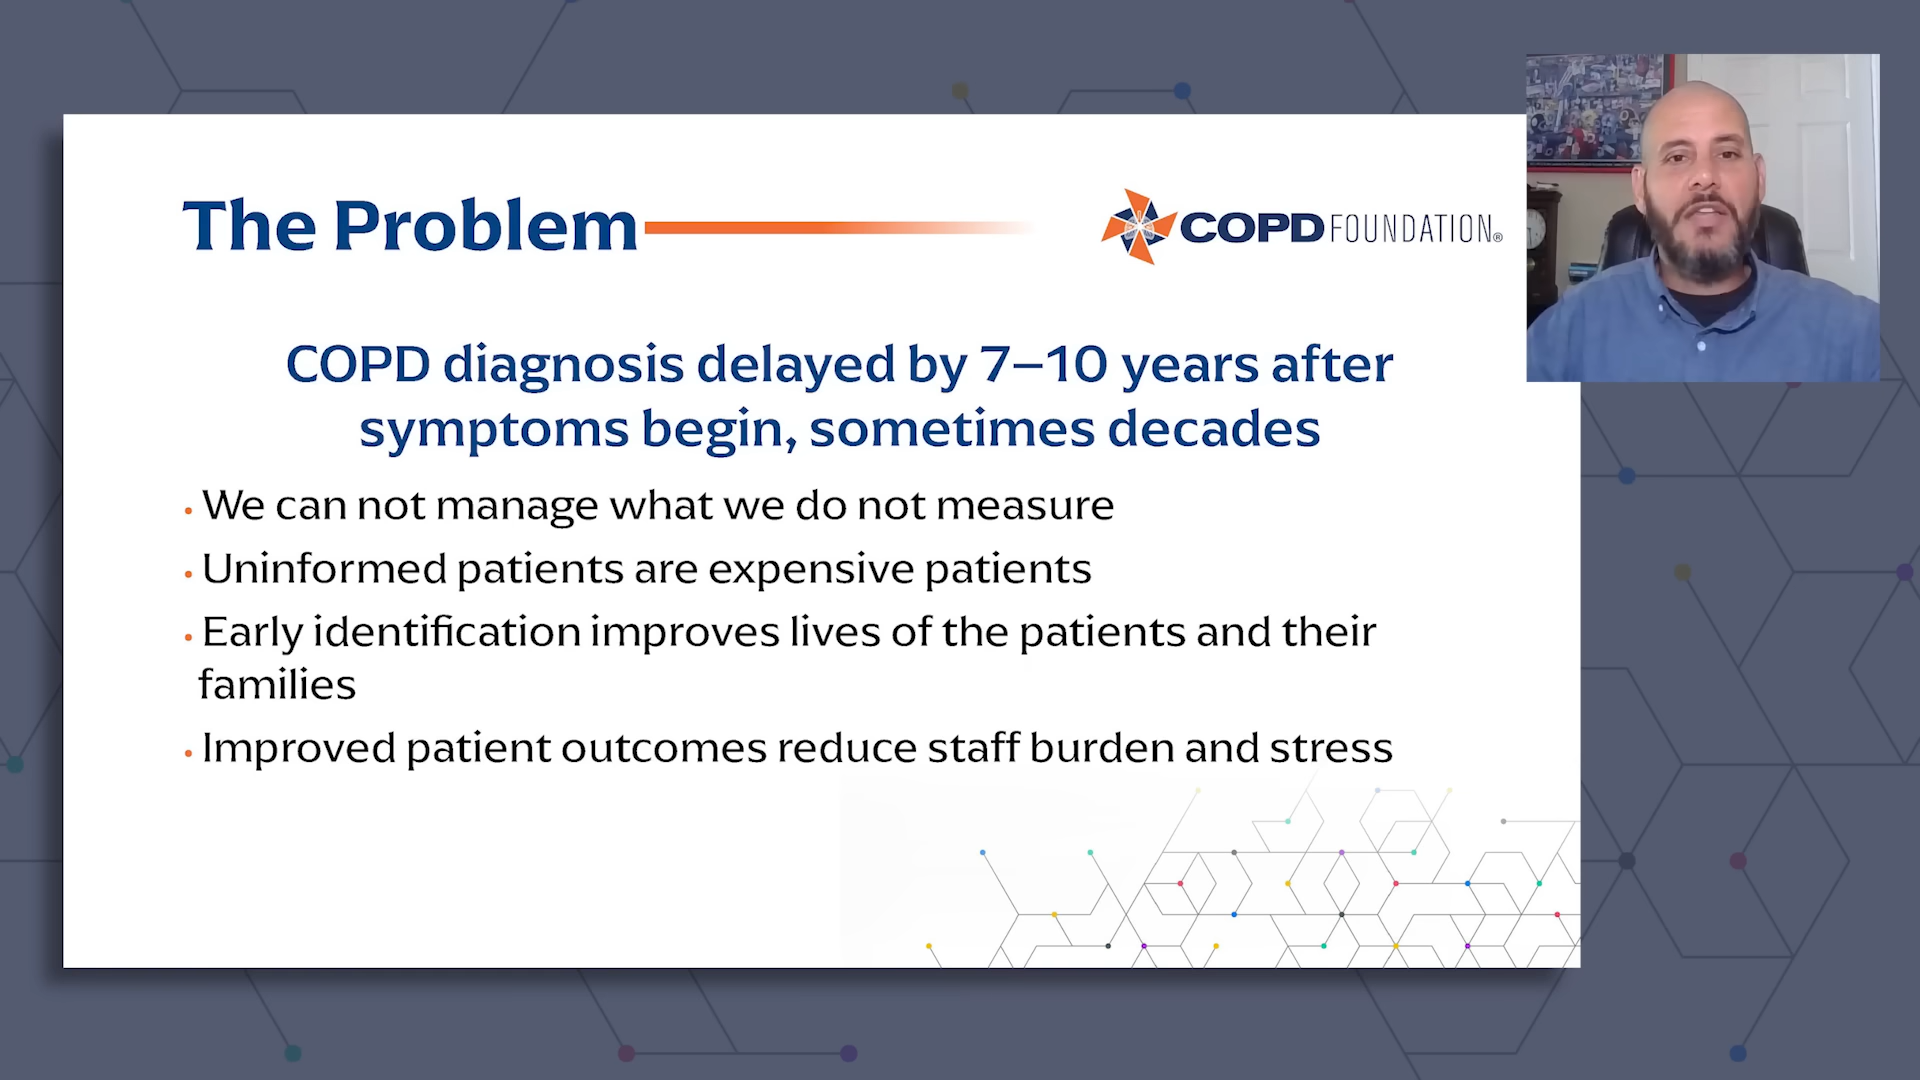 The Problem
COPD FOUNDATION®
COPD diagnosis delayed by 7–10 years after
symptoms begin, sometimes decades
• We can not manage what we do not measure
• Uninformed patients are expensive patients
• Early identification improves lives of the patients and their
families
• Improved patient outcomes reduce staff burden and stress